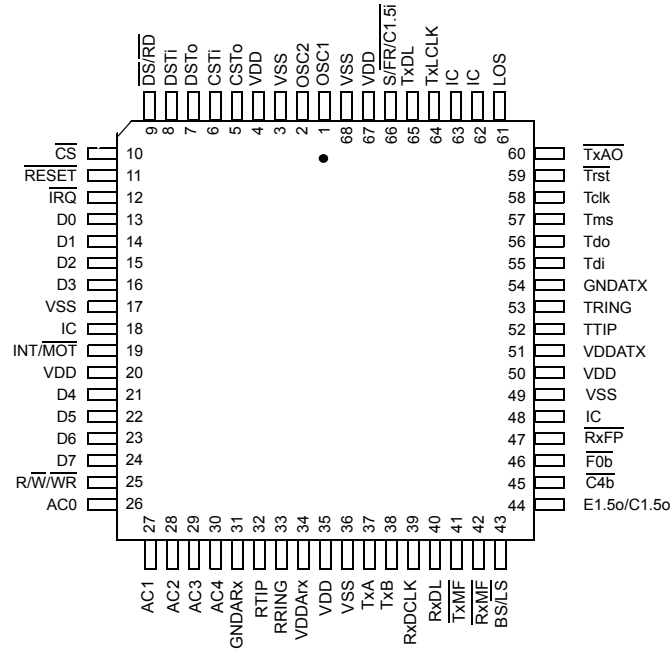 DS/RD
DSTi
DSTo
CSTi
CSTo
VDD
VSS
OSC2
OSC1
VSS
VDD
S/FR/C1.5i
TxDL
TxLCLK
IC
IC
LOS
9 8 7 6 5 4 3 2 1 68 67 66 65 64 63 62 61
CS 10 60 TxAO
RESET 11 59 Trst
IRQ 12 58 Tclk
D0 13 57 Tms
D1 14 56 Tdo
D2 15 55 Tdi
D3 16 54 GNDATX
VSS 17 53 TRING
IC 18 52 TTIP
INT/MOT 19 51 VDDATX
VDD 20 50 VDD
D4 21 49 VSS
D5 22 48 IC
D6 23 47 RxFP
D7 24 46 F0b
R/W/WR 25 45 C4b
AC0 26 44 E1.5o/C1.5o
27 28 29 30 31 32 33 34 35 36 37 38 39 40 41 42 43
AC1
AC2
AC3
AC4
GNDARx
RTIP
RRING
VDDArx
VDD
VSS
TxA
TxB
RxDCLK
RxDL
TxMF
RxMF
BS/LS